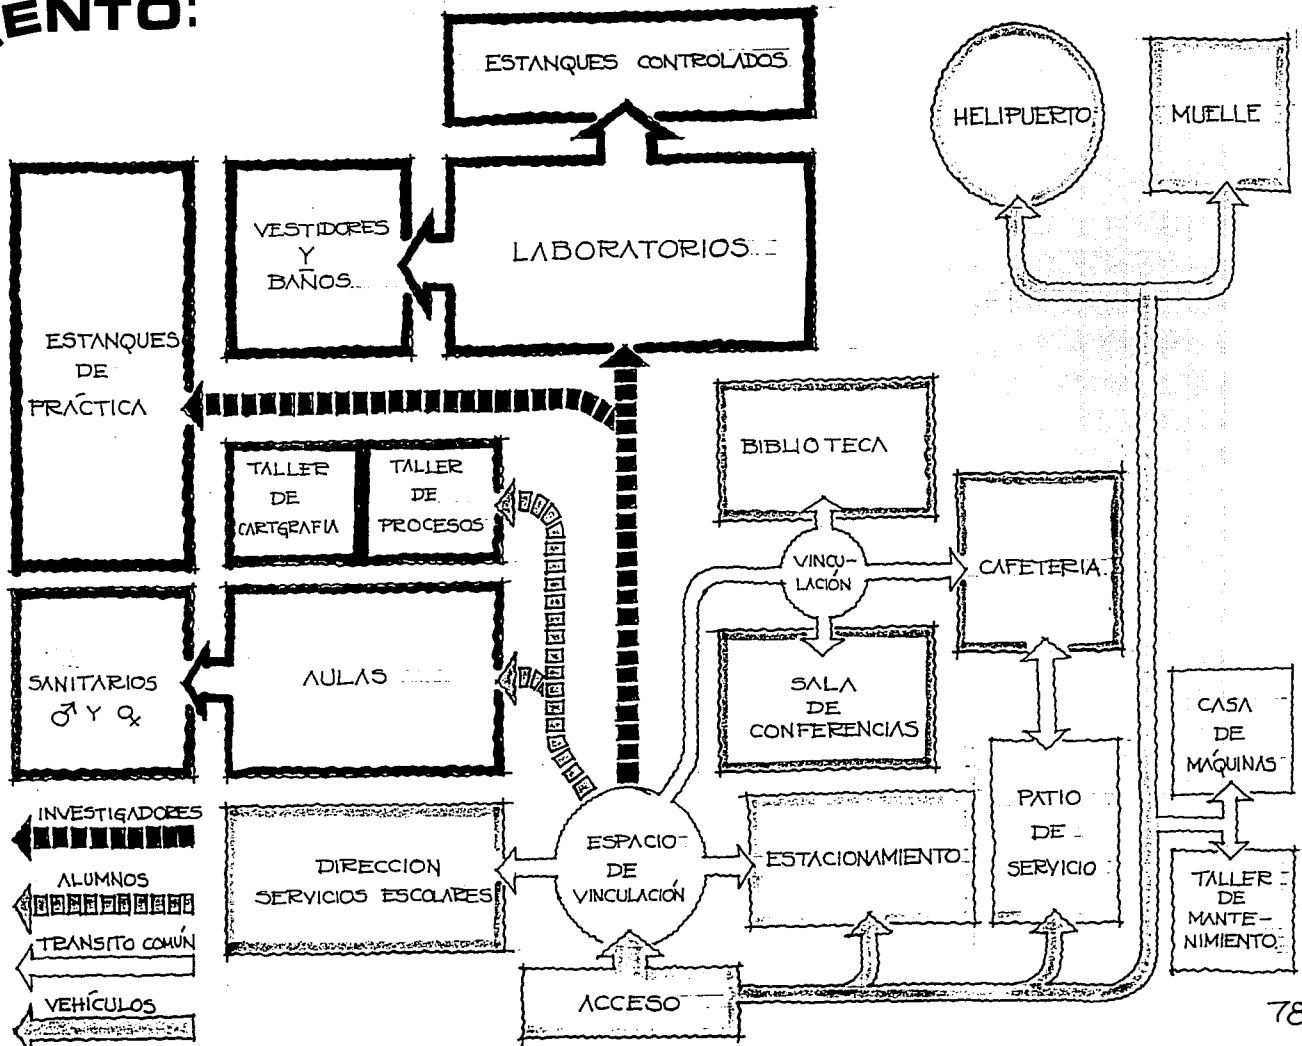 ENTO:
ESTANQUES CONTROLADOS
HELIPUERTO
MUELLE
VESTIDORES
Y
BAÑOS
LABORATORIOS
ESTANQUES
DE
PRÁCTICA
BIBLIOTECA
TALLER
DE
CARTGRAFIA
TALLER
DE
PROCESOS
VINCU-
LACIÓN
CAFETERIA
SANITARIOS
♂ Y ♀
AULAS
SALA
DE
CONFERENCIAS
CASA
DE
MÁQUINAS
INVESTIGADORES
ALUMNOS
TRANSITO COMÚN
VEHÍCULOS
DIRECCION
SERVICIOS ESCOLARES
ESPACIO
DE
VINCULACIÓN
ESTACIONAMIENTO
PATIO
DE
SERVICIO
TALLER
DE
MANTE-
NIMIENTO
ACCESO
78